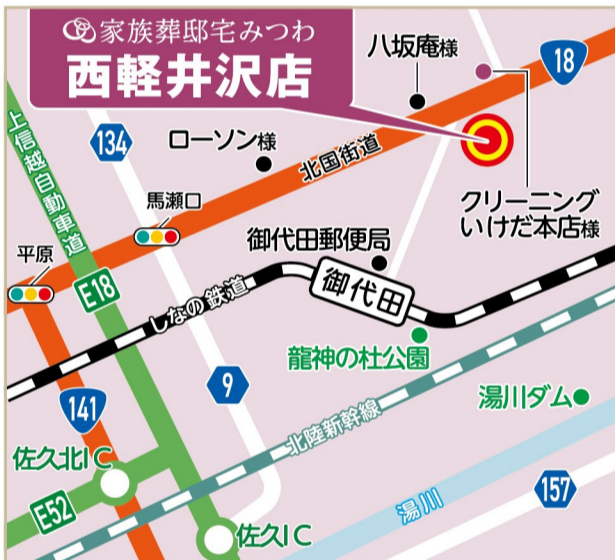 家族葬邸宅みつわ
西軽井沢店
八坂庵様
18
134
ローソン様
北国街道
上信越自動車道
馬瀬口
クリーニング
いけだ本店様
平原
御代田郵便局
E18
御代田
しなの鉄道
龍神の杜公園
9
141
湯川ダム
北陸新幹線
佐久北IC
E52
湯川
157
佐久IC